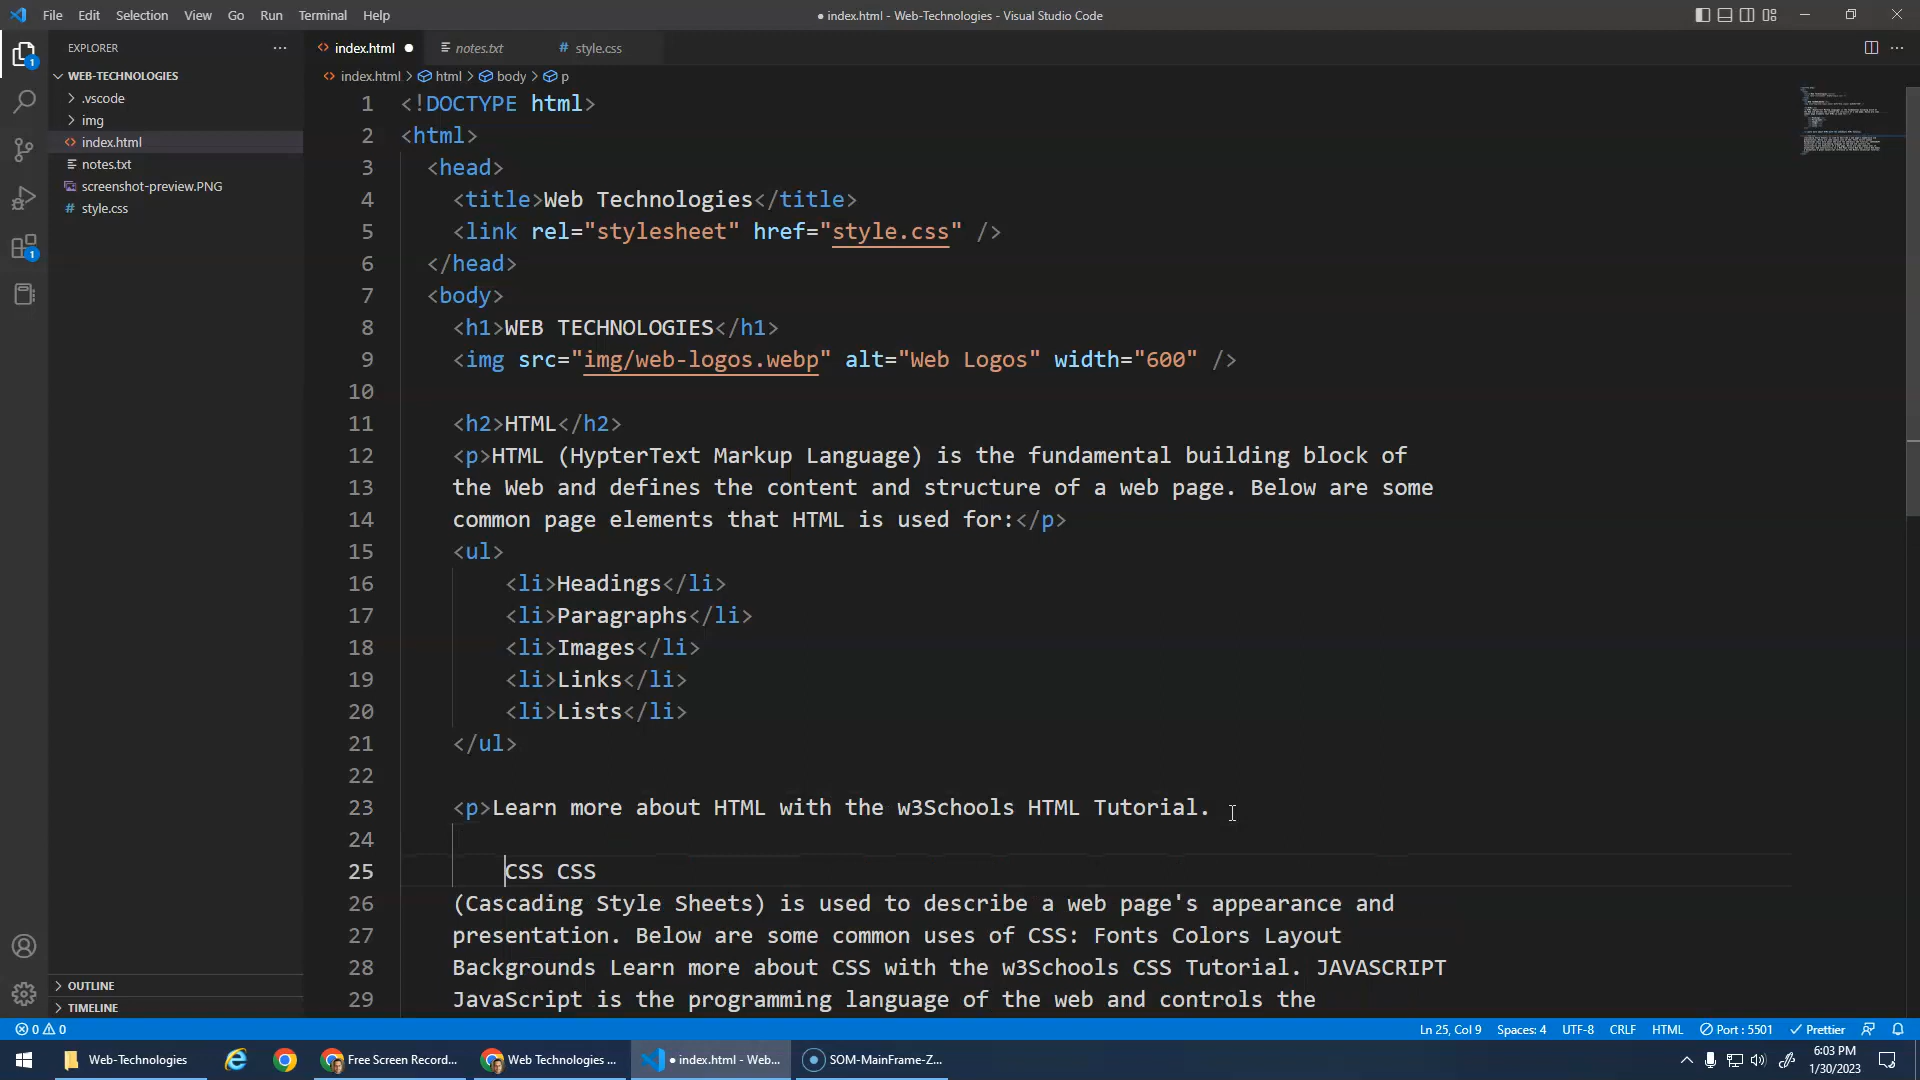 File Edit Selection View Go Run Terminal Help
● index.html - Web-Technologies - Visual Studio Code
EXPLORER
index.html
notes.txt
style.css
WEB-TECHNOLOGIES
index.html > html > body > p
.vscode
img
index.html
notes.txt
screenshot-preview.PNG
style.css
1 <!DOCTYPE html>
2 <html>
3 <head>
4 <title>Web Technologies</title>
5 <link rel="stylesheet" href="style.css" />
6 </head>
7 <body>
8 <h1>WEB TECHNOLOGIES</h1>
9 <img src="img/web-logos.webp" alt="Web Logos" width="600" />
10
11 <h2>HTML</h2>
12 <p>HTML (HypterText Markup Language) is the fundamental building block of
13 the Web and defines the content and structure of a web page. Below are some
14 common page elements that HTML is used for:</p>
15 <ul>
16 <li>Headings</li>
17 <li>Paragraphs</li>
18 <li>Images</li>
19 <li>Links</li>
20 <li>Lists</li>
21 </ul>
22
23 <p>Learn more about HTML with the w3Schools HTML Tutorial.
24
25 CSS CSS
26 (Cascading Style Sheets) is used to describe a web page's appearance and
27 presentation. Below are some common uses of CSS: Fonts Colors Layout
28 Backgrounds Learn more about CSS with the w3Schools CSS Tutorial. JAVASCRIPT
29 JavaScript is the programming language of the web and controls the
OUTLINE
TIMELINE
0 0
Ln 25, Col 9 Spaces: 4 UTF-8 CRLF HTML Port : 5501 Prettier
Web-Technologies
Free Screen Record...
Web Technologies ...
● index.html - Web...
SOM-MainFrame-Z...
6:03 PM
1/30/2023